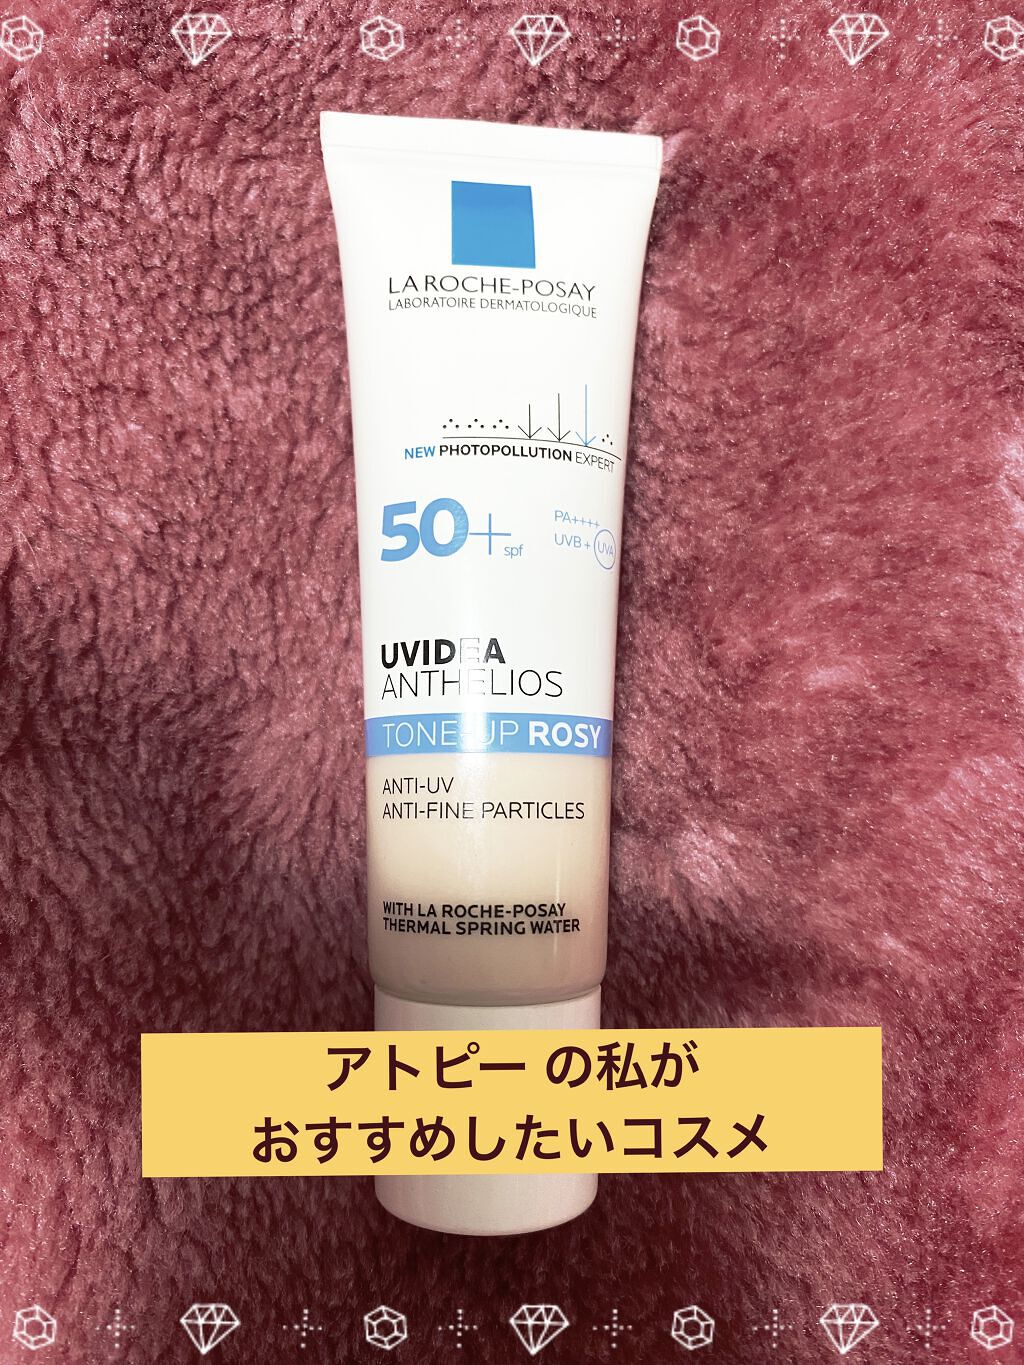 LA ROCHE-POSAY
LABORATOIRE DERMATOLOGIQUE
NEW PHOTOPOLLUTION EXPERT
50+ spf
PA++++
UVB + UVA
UVIDEA
ANTHELIOS
TONE-UP ROSY
ANTI-UV
ANTI-FINE PARTICLES
WITH LA ROCHE-POSAY
THERMAL SPRING WATER
アトピー の私が
おすすめしたいコスメ